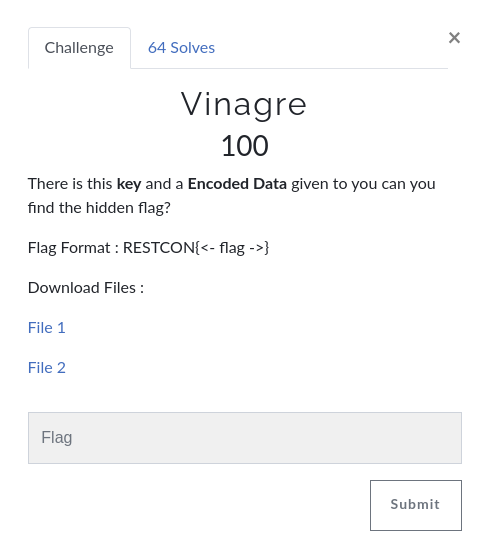 Challenge
64 Solves
×
Vinagre
100
There is this key and a Encoded Data given to you can you
find the hidden flag?
Flag Format : RESTCON{<- flag ->}
Download Files :
File 1
File 2
Flag
Submit